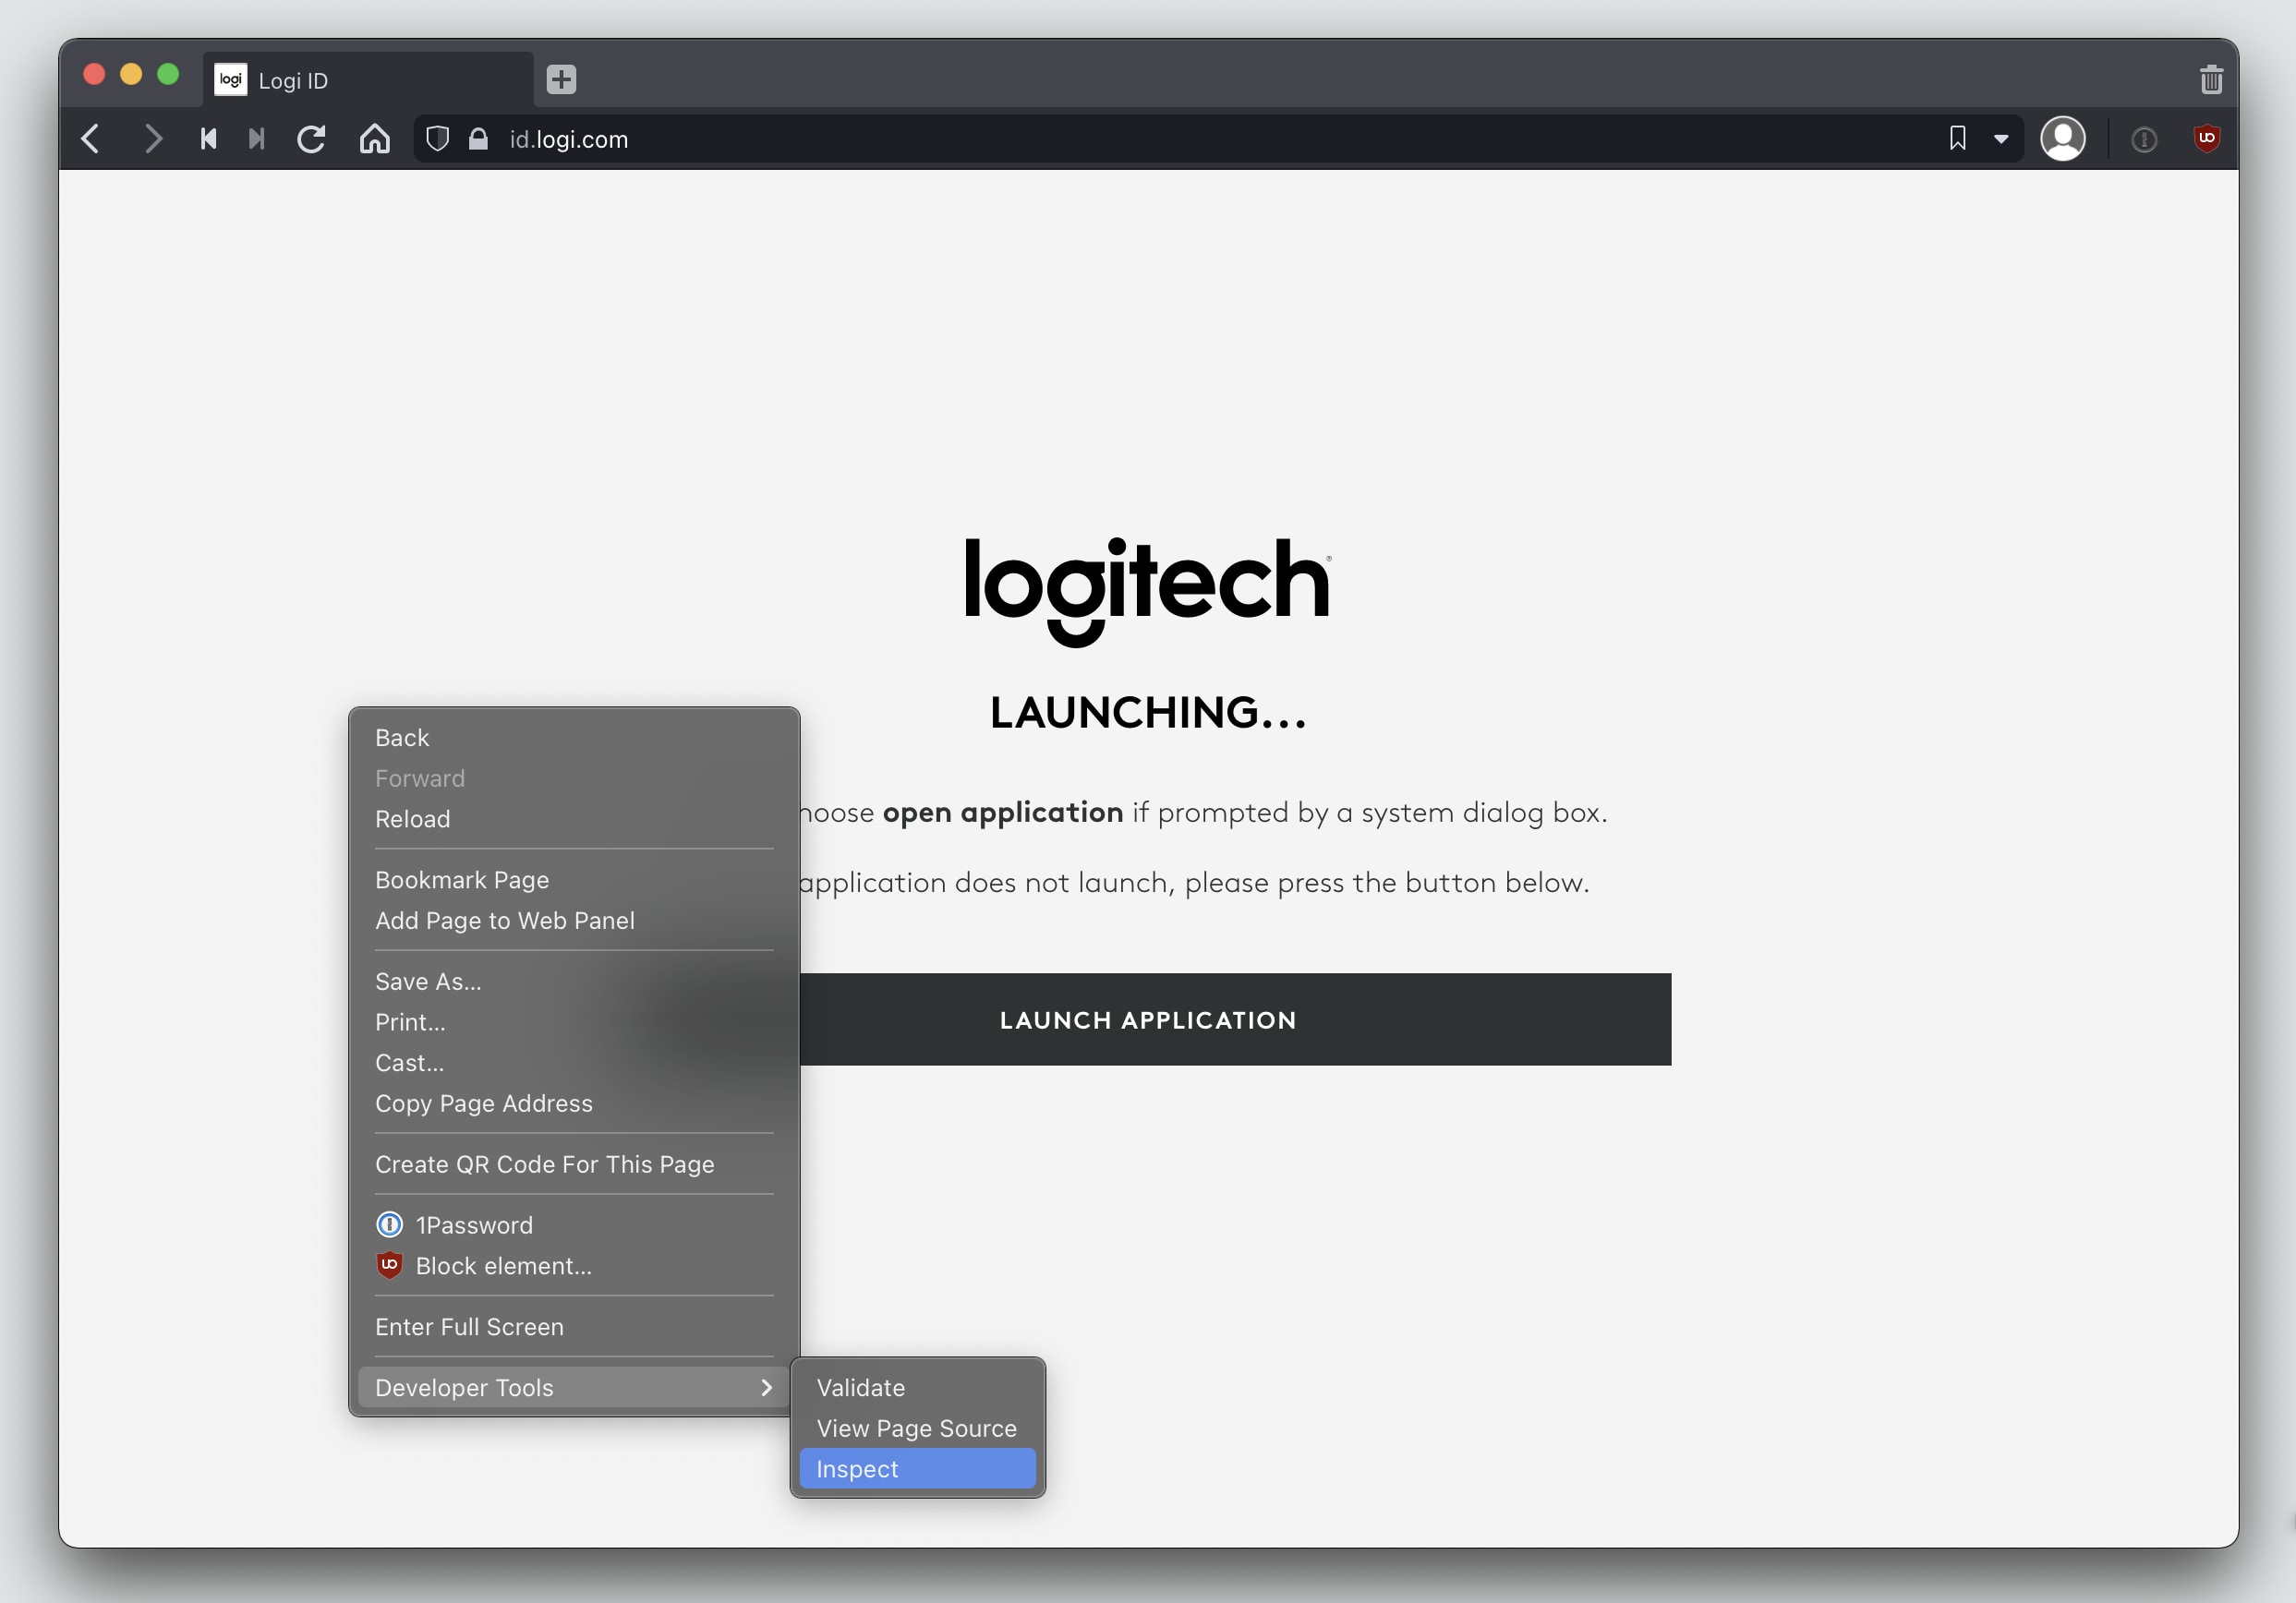 logi Logi ID
id.logi.com
logitech
LAUNCHING...
hoose open application if prompted by a system dialog box.
application does not launch, please press the button below.
LAUNCH APPLICATION
Back
Forward
Reload
Bookmark Page
Add Page to Web Panel
Save As...
Print...
Cast...
Copy Page Address
Create QR Code For This Page
1Password
Block element...
Enter Full Screen
Developer Tools
Validate
View Page Source
Inspect